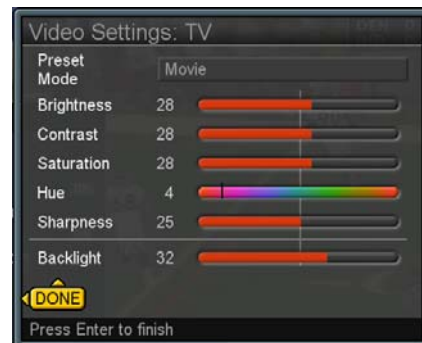 Video Settings: TV
Preset
Mode
Movie
Brightness 28
Contrast 28
Saturation 28
Hue 4
Sharpness 25
Backlight 32
DONE
Press Enter to finish